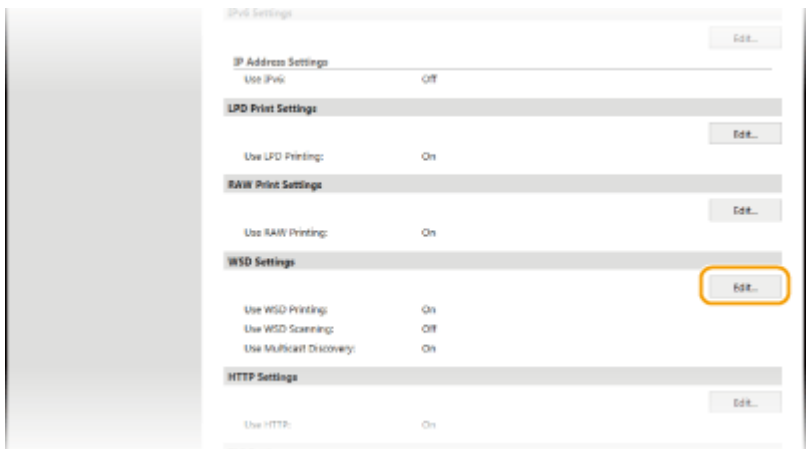 IPv6 Settings
Edit...
IP Address Settings
Use IPv6: Off
LPD Print Settings
Edit...
Use LPD Printing: On
RAW Print Settings
Edit...
Use RAW Printing: On
WSD Settings
Edit...
Use WSD Printing: On
Use WSD Scanning: Off
Use Multicast Discovery: On
HTTP Settings
Edit...
Use HTTP: On